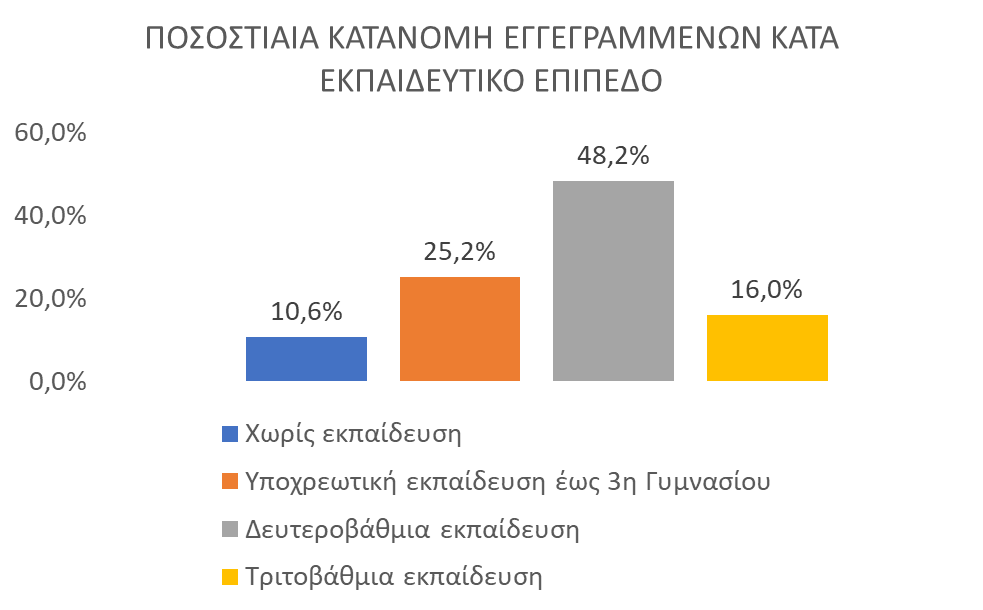 ΠΟΣΟΣΤΙΑΙΑ ΚΑΤΑΝΟΜΗ ΕΓΓΕΓΡΑΜΜΕΝΩΝ ΚΑΤΑ
ΕΚΠΑΙΔΕΥΤΙΚΟ ΕΠΙΠΕΔΟ
60,0%
40,0%
20,0%
0,0%
10,6%
25,2%
48,2%
16,0%
Χωρίς εκπαίδευση
Υποχρεωτική εκπαίδευση έως 3η Γυμνασίου
Δευτεροβάθμια εκπαίδευση
Τριτοβάθμια εκπαίδευση